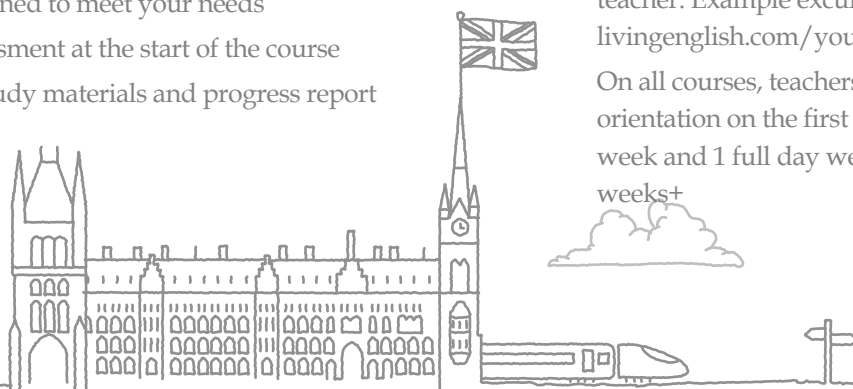 ned to meet your needs
sment at the start of the course
udy materials and progress report
teacher. Example excu
livingenglish.com/you
On all courses, teachers
orientation on the first
week and 1 full day we
weeks+